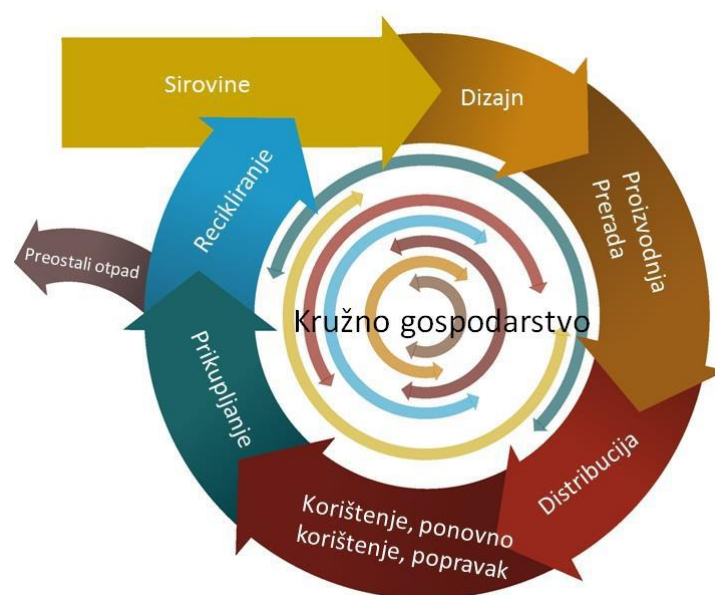 Sirovine
Dizajn
Proizvodnja
Prerada
Distribucija
Korištenje, ponovno
korištenje, popravak
Prikupljanje
Recikliranje
Preostali otpad
Kružno gospodarstvo